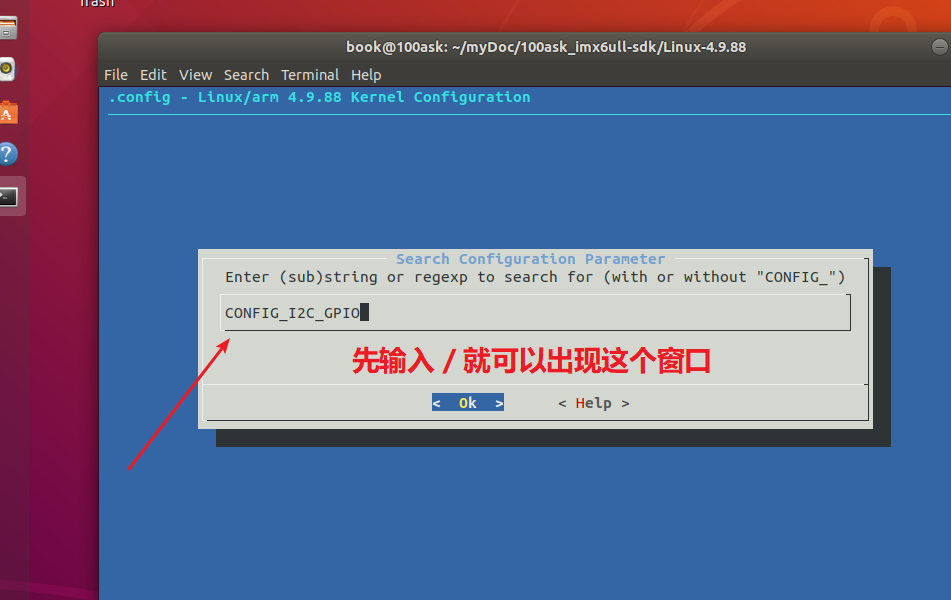 Trash
book@100ask: ~/myDoc/100ask_imx6ull-sdk/Linux-4.9.88
File Edit View Search Terminal Help
.config - Linux/arm 4.9.88 Kernel Configuration
Search Configuration Parameter
Enter (sub)string or regexp to search for (with or without "CONFIG_")
CONFIG_I2C_GPIO
先输入 / 就可以出现这个窗口
< Ok > < Help >